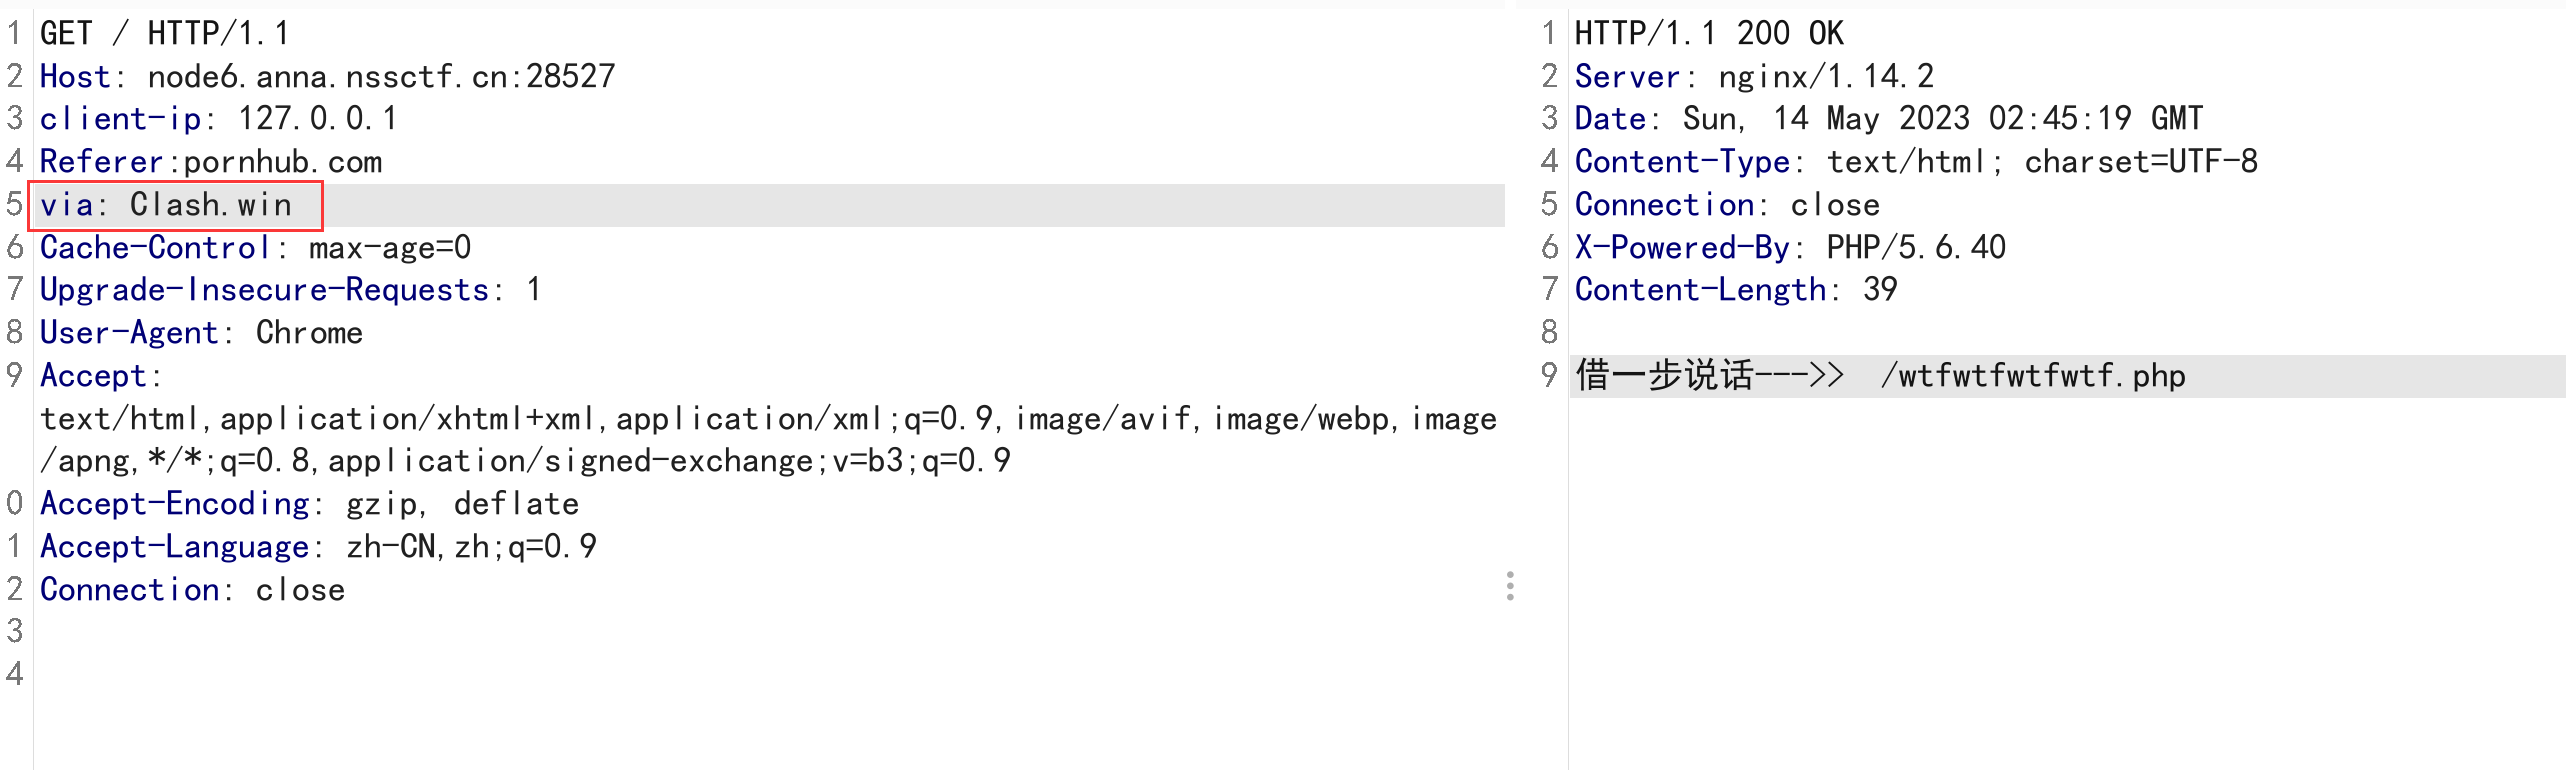 1 GET / HTTP/1.1
2 Host: node6.anna.nssctf.cn:28527
3 client-ip: 127.0.0.1
4 Referer:pornhub.com
5 via: Clash.win
6 Cache-Control: max-age=0
7 Upgrade-Insecure-Requests: 1
8 User-Agent: Chrome
9 Accept:
text/html,application/xhtml+xml,application/xml;q=0.9,image/avif,image/webp,image
/apng,*/*;q=0.8,application/signed-exchange;v=b3;q=0.9
0 Accept-Encoding: gzip, deflate
1 Accept-Language: zh-CN,zh;q=0.9
2 Connection: close
3
4
1 HTTP/1.1 200 OK
2 Server: nginx/1.14.2
3 Date: Sun, 14 May 2023 02:45:19 GMT
4 Content-Type: text/html; charset=UTF-8
5 Connection: close
6 X-Powered-By: PHP/5.6.40
7 Content-Length: 39
8
9 借一步说话--->> /wtfwtfwtfwtf.php